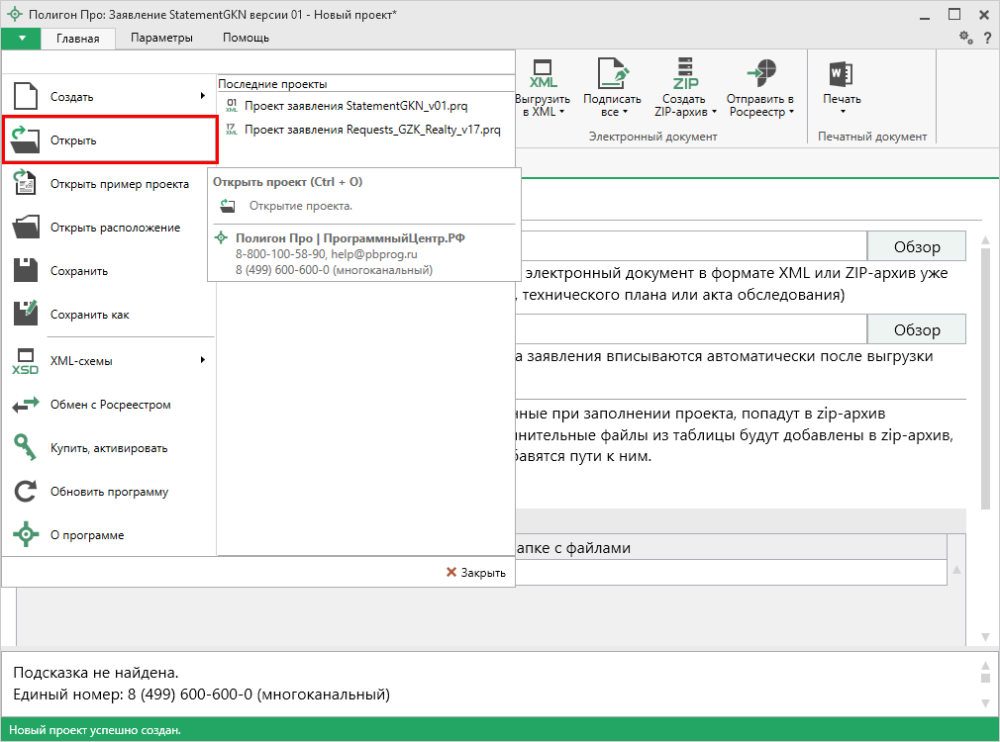 Полигон Про: Заявление StatementGKN версии 01 - Новый проект*
Главная
Параметры
Помощь
?
Создать
Открыть
Открыть пример проекта
Открыть расположение
Сохранить
Сохранить как
XSD
XML-схемы
Обмен с Росреестром
Купить, активировать
Обновить программу
О программе
Последние проекты
01 XML Проект заявления StatementGKN_v01.prq
17 XML Проект заявления Requests_GZK_Realty_v17.prq
Закрыть
Открыть проект (Ctrl + O)
Открытие проекта.
Полигон Про | ПрограммныйЦентр.РФ
8-800-100-58-90, help@pbprog.ru
8 (499) 600-600-0 (многоканальный)
XML
Выгрузить
в XML
Подписать
все
ZIP
Создать
ZIP-архив
Отправить в
Росреестр
Электронный документ
W
Печать
Печатный документ
Обзор
электронный документ в формате XML или ZIP-архив уже
, технического плана или акта обследования)
Обзор
а заявления вписываются автоматически после выгрузки
нные при заполнении проекта, попадут в zip-архив
лнительные файлы из таблицы будут добавлены в zip-архив,
бавятся пути к ним.
апке с файлами
Подсказка не найдена.
Единый номер: 8 (499) 600-600-0 (многоканальный)
Новый проект успешно создан.